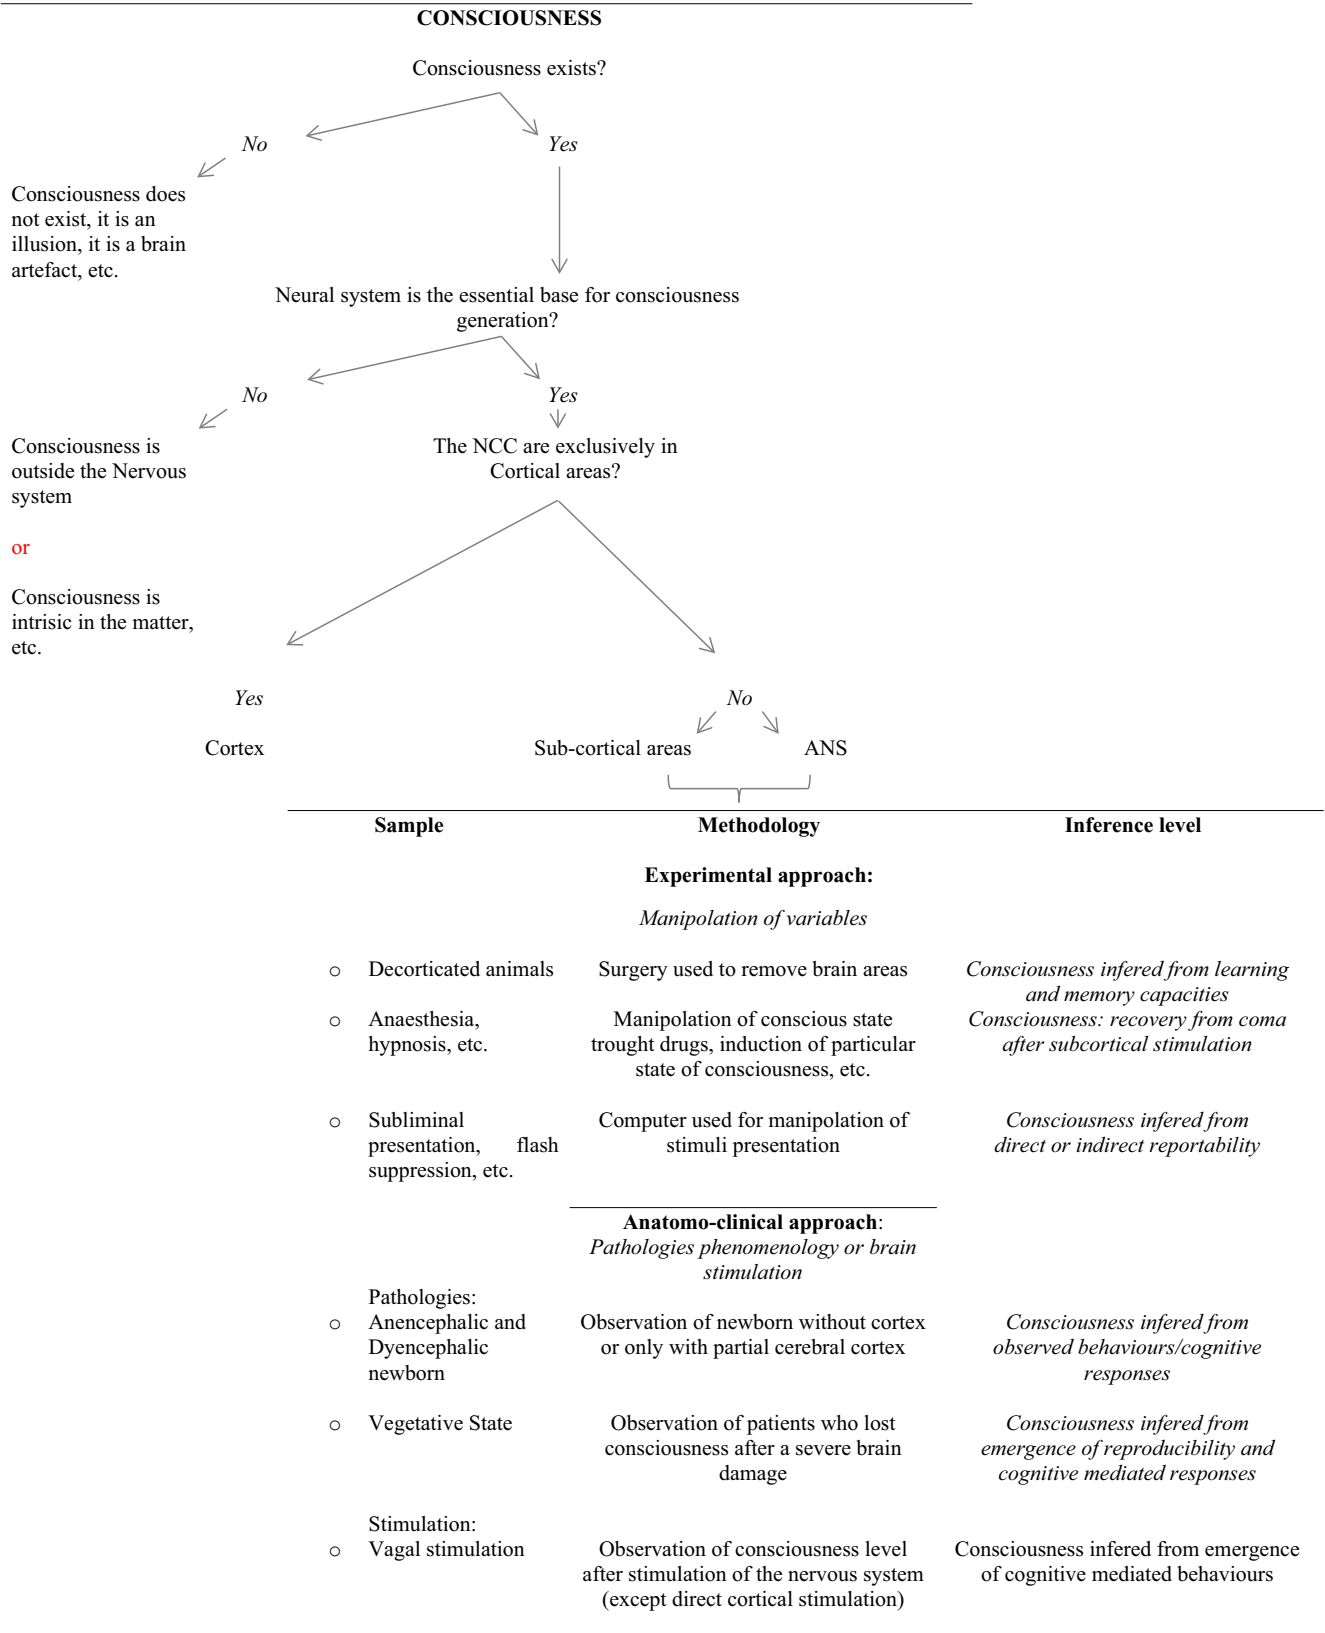 CONSCIOUSNESS
Consciousness exists?
No
Yes
Consciousness does
not exist, it is an
illusion, it is a brain
artefact, etc.
Neural system is the essential base for consciousness
generation?
No
Yes
Consciousness is
outside the Nervous
system
or
Consciousness is
intrisic in the matter,
etc.
The NCC are exclusively in
Cortical areas?
Yes
No
Cortex
Sub-cortical areas
ANS
Sample
Methodology
Inference level
Experimental approach:
Manipolation of variables
o Decorticated animals
Surgery used to remove brain areas
Consciousness infered from learning
and memory capacities
o Anaesthesia,
hypnosis, etc.
Manipolation of conscious state
trought drugs, induction of particular
state of consciousness, etc.
Consciousness: recovery from coma
after subcortical stimulation
o Subliminal
presentation, flash
suppression, etc.
Computer used for manipolation of
stimuli presentation
Consciousness infered from
direct or indirect reportability
Anatomo-clinical approach:
Pathologies phenomenology or brain
stimulation
Pathologies:
o Anencephalic and
Dyencephalic
newborn
Observation of newborn without cortex
or only with partial cerebral cortex
Consciousness infered from
observed behaviours/cognitive
responses
o Vegetative State
Observation of patients who lost
consciousness after a severe brain
damage
Consciousness infered from
emergence of reproducibility and
cognitive mediated responses
Stimulation:
o Vagal stimulation
Observation of consciousness level
after stimulation of the nervous system
(except direct cortical stimulation)
Consciousness infered from emergence
of cognitive mediated behaviours